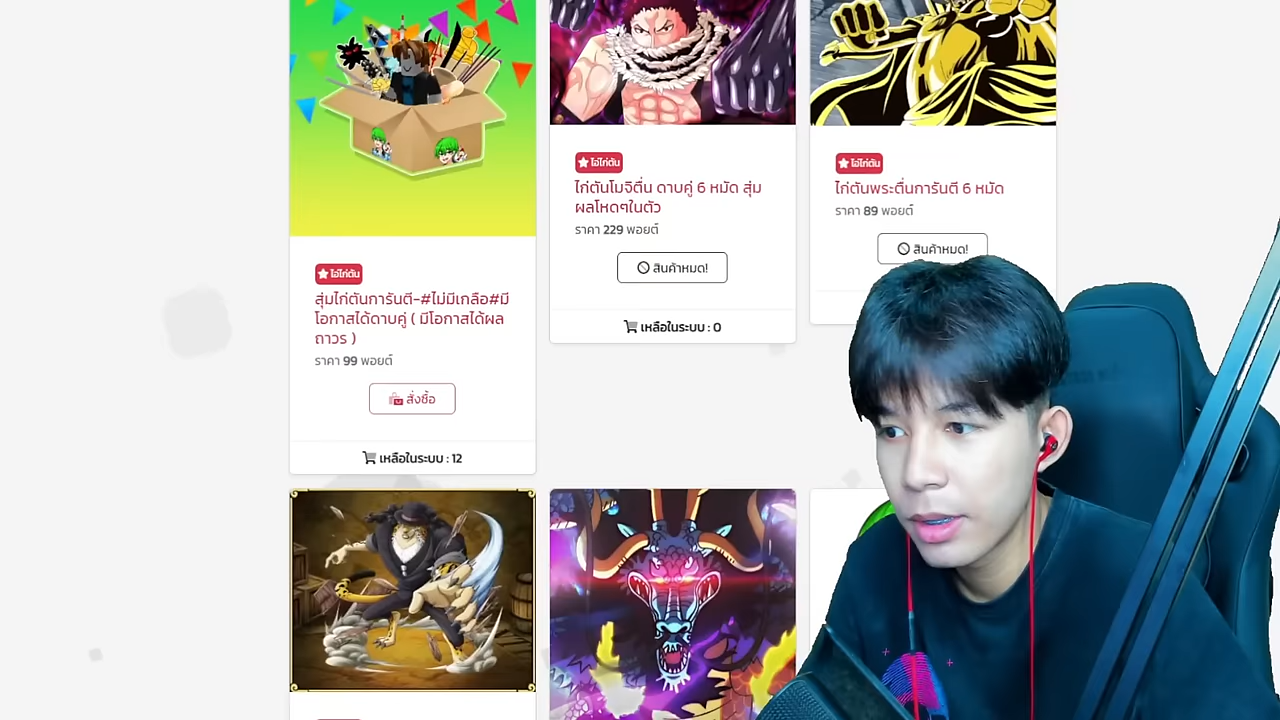 ไอ้ไก่ตัน
สุ่มไก่ตันการันตี-#ไม่มีเกลือ#มี
โอกาสได้ดาบคู่ ( มีโอกาสได้ผล
ถาวร )
ราคา 99 พอยต์
สั่งซื้อ
เหลือในระบบ : 12
ไอ้ไก่ตัน
ไก่ตันโมจิตื่น ดาบคู่ 6 หมัด สุ่ม
ผลโหดๆในตัว
ราคา 229 พอยต์
สินค้าหมด!
เหลือในระบบ : 0
ไอ้ไก่ตัน
ไก่ตันพระตื่นการันตี 6 หมัด
ราคา 89 พอยต์
สินค้าหมด!